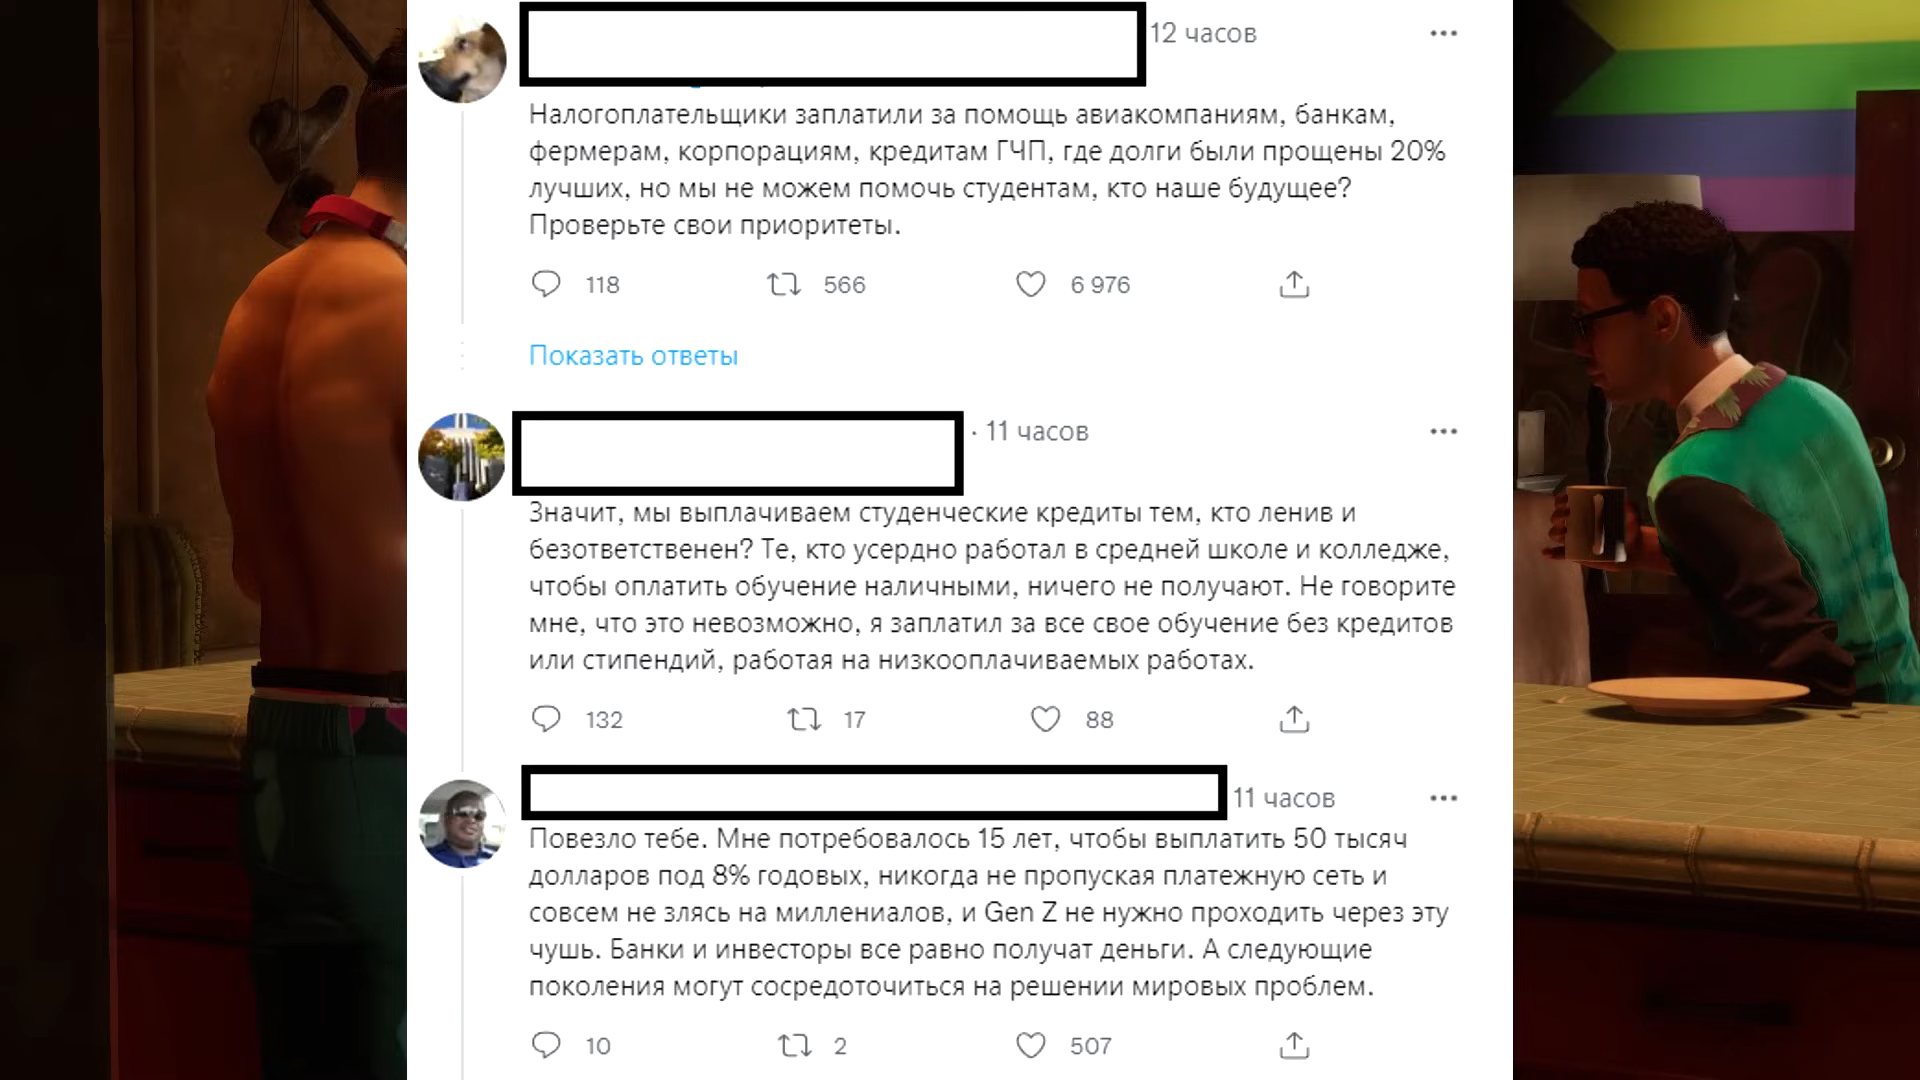 12 часов
Налогоплательщики заплатили за помощь авиакомпаниям, банкам,
фермерам, корпорациям, кредитам ГЧП, где долги были прощены 20%
лучших, но мы не можем помочь студентам, кто наше будущее?
Проверьте свои приоритеты.
118 566 6 976
Показать ответы
· 11 часов
Значит, мы выплачиваем студенческие кредиты тем, кто ленив и
безответственен? Те, кто усердно работал в средней школе и колледже,
чтобы оплатить обучение наличными, ничего не получают. Не говорите
мне, что это невозможно, я заплатил за все свое обучение без кредитов
или стипендий, работая на низкооплачиваемых работах.
132 17 88
11 часов
Повезло тебе. Мне потребовалось 15 лет, чтобы выплатить 50 тысяч
долларов под 8% годовых, никогда не пропуская платежную сеть и
совсем не злясь на миллениалов, и Gen Z не нужно проходить через эту
чушь. Банки и инвесторы все равно получат деньги. А следующие
поколения могут сосредоточиться на решении мировых проблем.
10 2 507